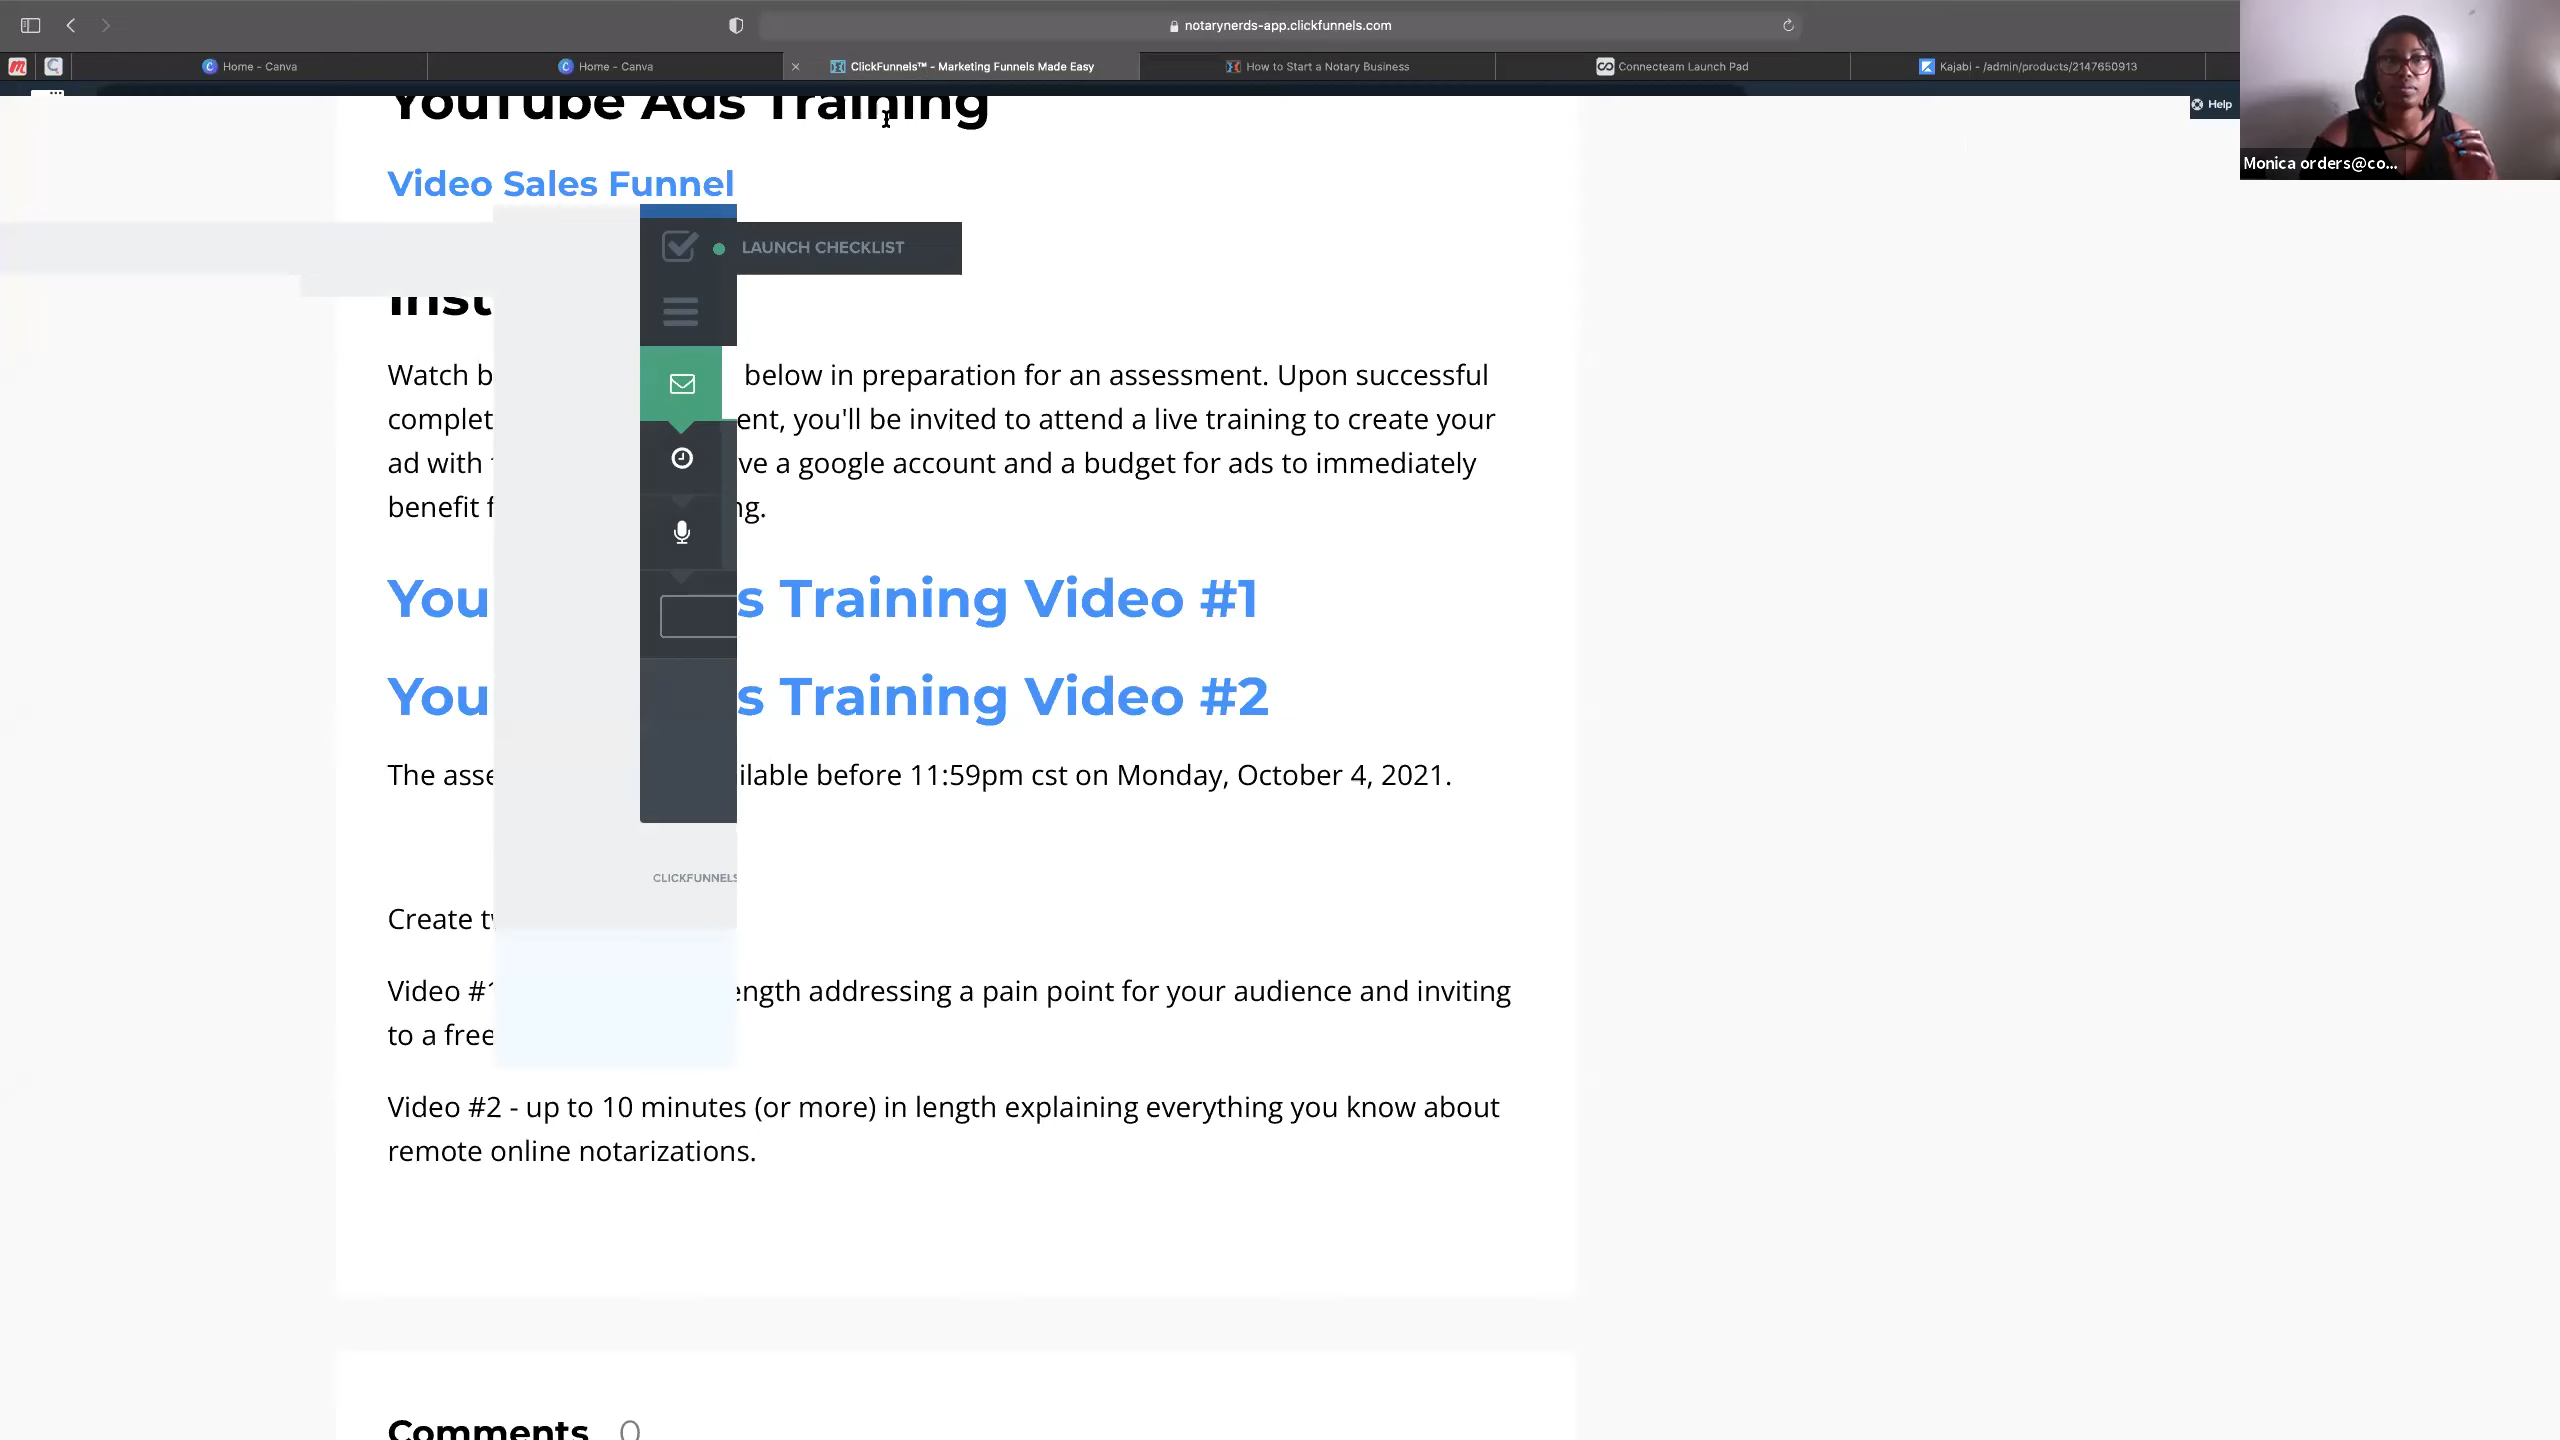 notarynerds-app.clickfunnels.com
Home - Canva
Home - Canva
ClickFunnels™ - Marketing Funnels Made Easy
How to Start a Notary Business
Connecteam Launch Pad
Kajabi - /admin/products/2147650913
YouTube Ads Training
Help
Monica orders@co...
Video Sales Funnel
LAUNCH CHECKLIST
Inst
Watch b below in preparation for an assessment. Upon successful
complet ent, you'll be invited to attend a live training to create your
ad with ve a google account and a budget for ads to immediately
benefit f ng.
You s Training Video #1
You s Training Video #2
The asse ilable before 11:59pm cst on Monday, October 4, 2021.
CLICKFUNNELS
Create tw
Video #1 ength addressing a pain point for your audience and inviting
to a free
Video #2 - up to 10 minutes (or more) in length explaining everything you know about
remote online notarizations.
Comments 0